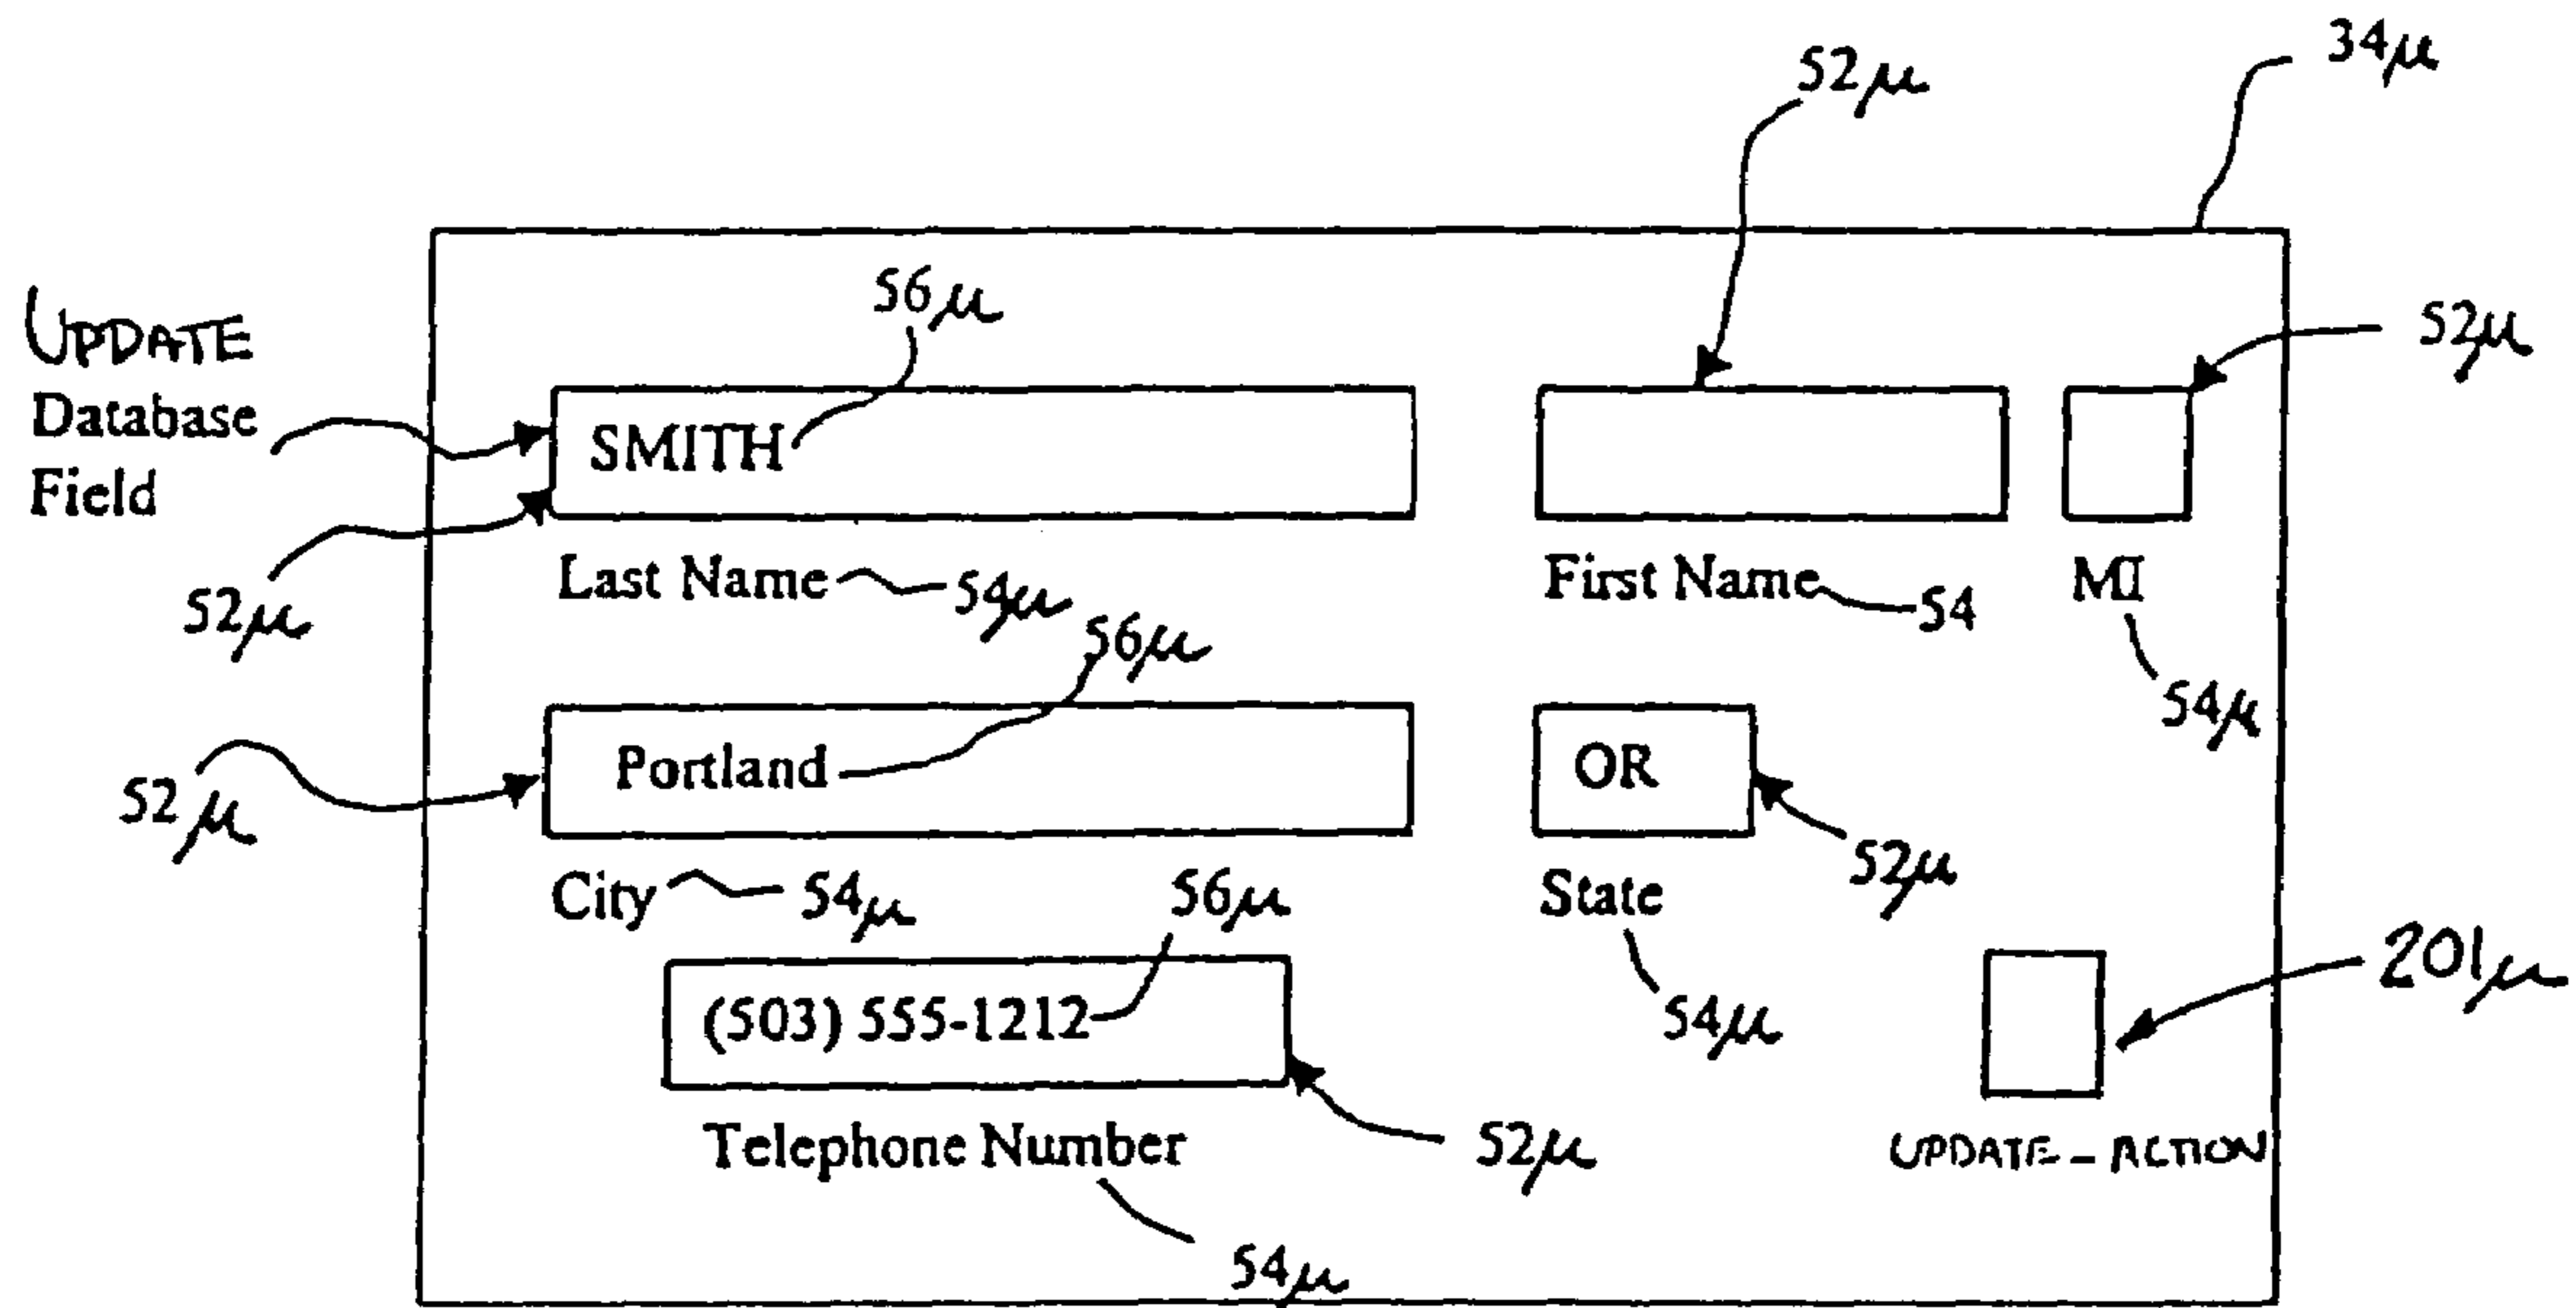 34μ
52μ
56μ
52μ
UPDATE
Database
Field
SMITH
Last Name 54μ
First Name 54
MI
52μ
56μ
54μ
Portland
OR
52μ
52μ
City 54μ
56μ
State
201μ
(503) 555-1212
54μ
Telephone Number
52μ
UPDATE-ACTION
54μ